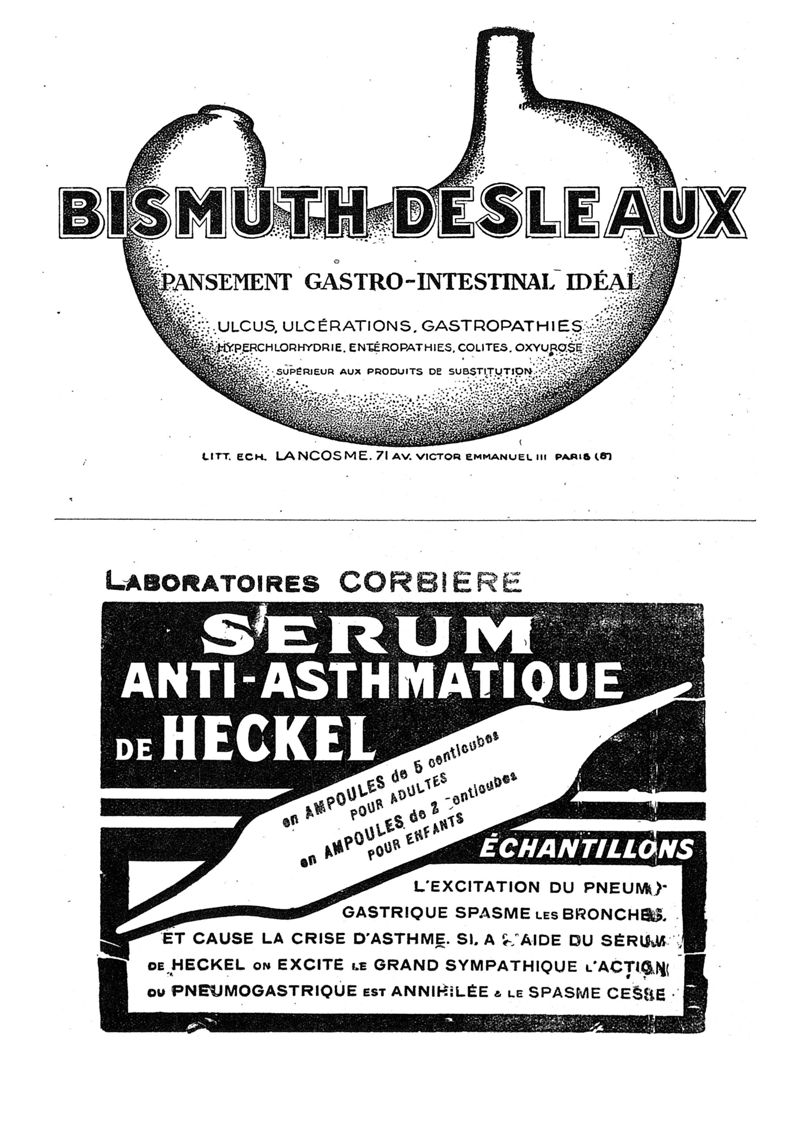 BISMUTH DESLEAUX
PANSEMENT GASTRO-INTESTINAL IDÉAL
ULCUS, ULCÉRATIONS, GASTROPATHIES
HYPERCHLORHYDRIE, ENTÉROPATHIES, COLITES, OXYUROSE
SUPÉRIEUR AUX PRODUITS DE SUBSTITUTION
LITT. ECH. LANCOSME. 71 AV. VICTOR EMMANUEL III PARIS (8)
LABORATOIRES CORBIERE
SERUM
ANTI-ASTHMATIQUE
DE HECKEL
en AMPOULES de 5 centicubes
POUR ADULTES
en AMPOULES de 2 centicubes
POUR ENFANTS
ÉCHANTILLONS
L'EXCITATION DU PNEUMO-
GASTRIQUE SPASME LES BRONCHES.
ET CAUSE LA CRISE D'ASTHME. SI, A L'AIDE DU SÉRUM
DE HECKEL ON EXCITE LE GRAND SYMPATHIQUE L'ACTION
DU PNEUMOGASTRIQUE EST ANNIHILÉE & LE SPASME CESSE